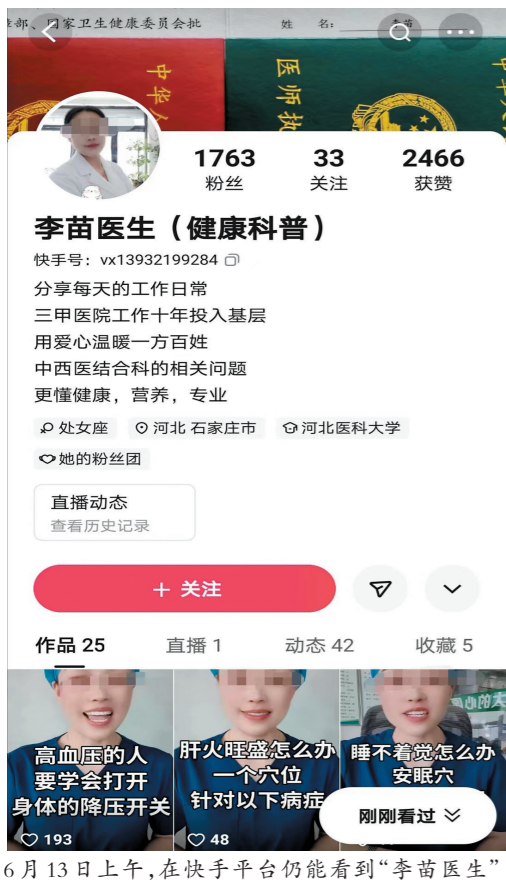 部、国家卫生健康委员会批
姓 名:
李苗
中华人
医师执
中华人
1763
33
2466
粉丝
关注
获赞
李苗医生（健康科普）
快手号：vx13932199284
分享每天的工作日常
三甲医院工作十年投入基层
用爱心温暖一方百姓
中西医结合科的相关问题
更懂健康，营养，专业
处女座
河北 石家庄市
河北医科大学
她的粉丝团
直播动态
查看历史记录
+ 关注
作品 25
直播 1
动态 42
收藏 5
高血压的人
要学会打开
身体的降压开关
193
肝火旺盛怎么办
一个穴位
针对以下病症
48
睡不着觉怎么办
安眠穴
刚刚看过
6月13日上午,在快手平台仍能看到“李苗医生”